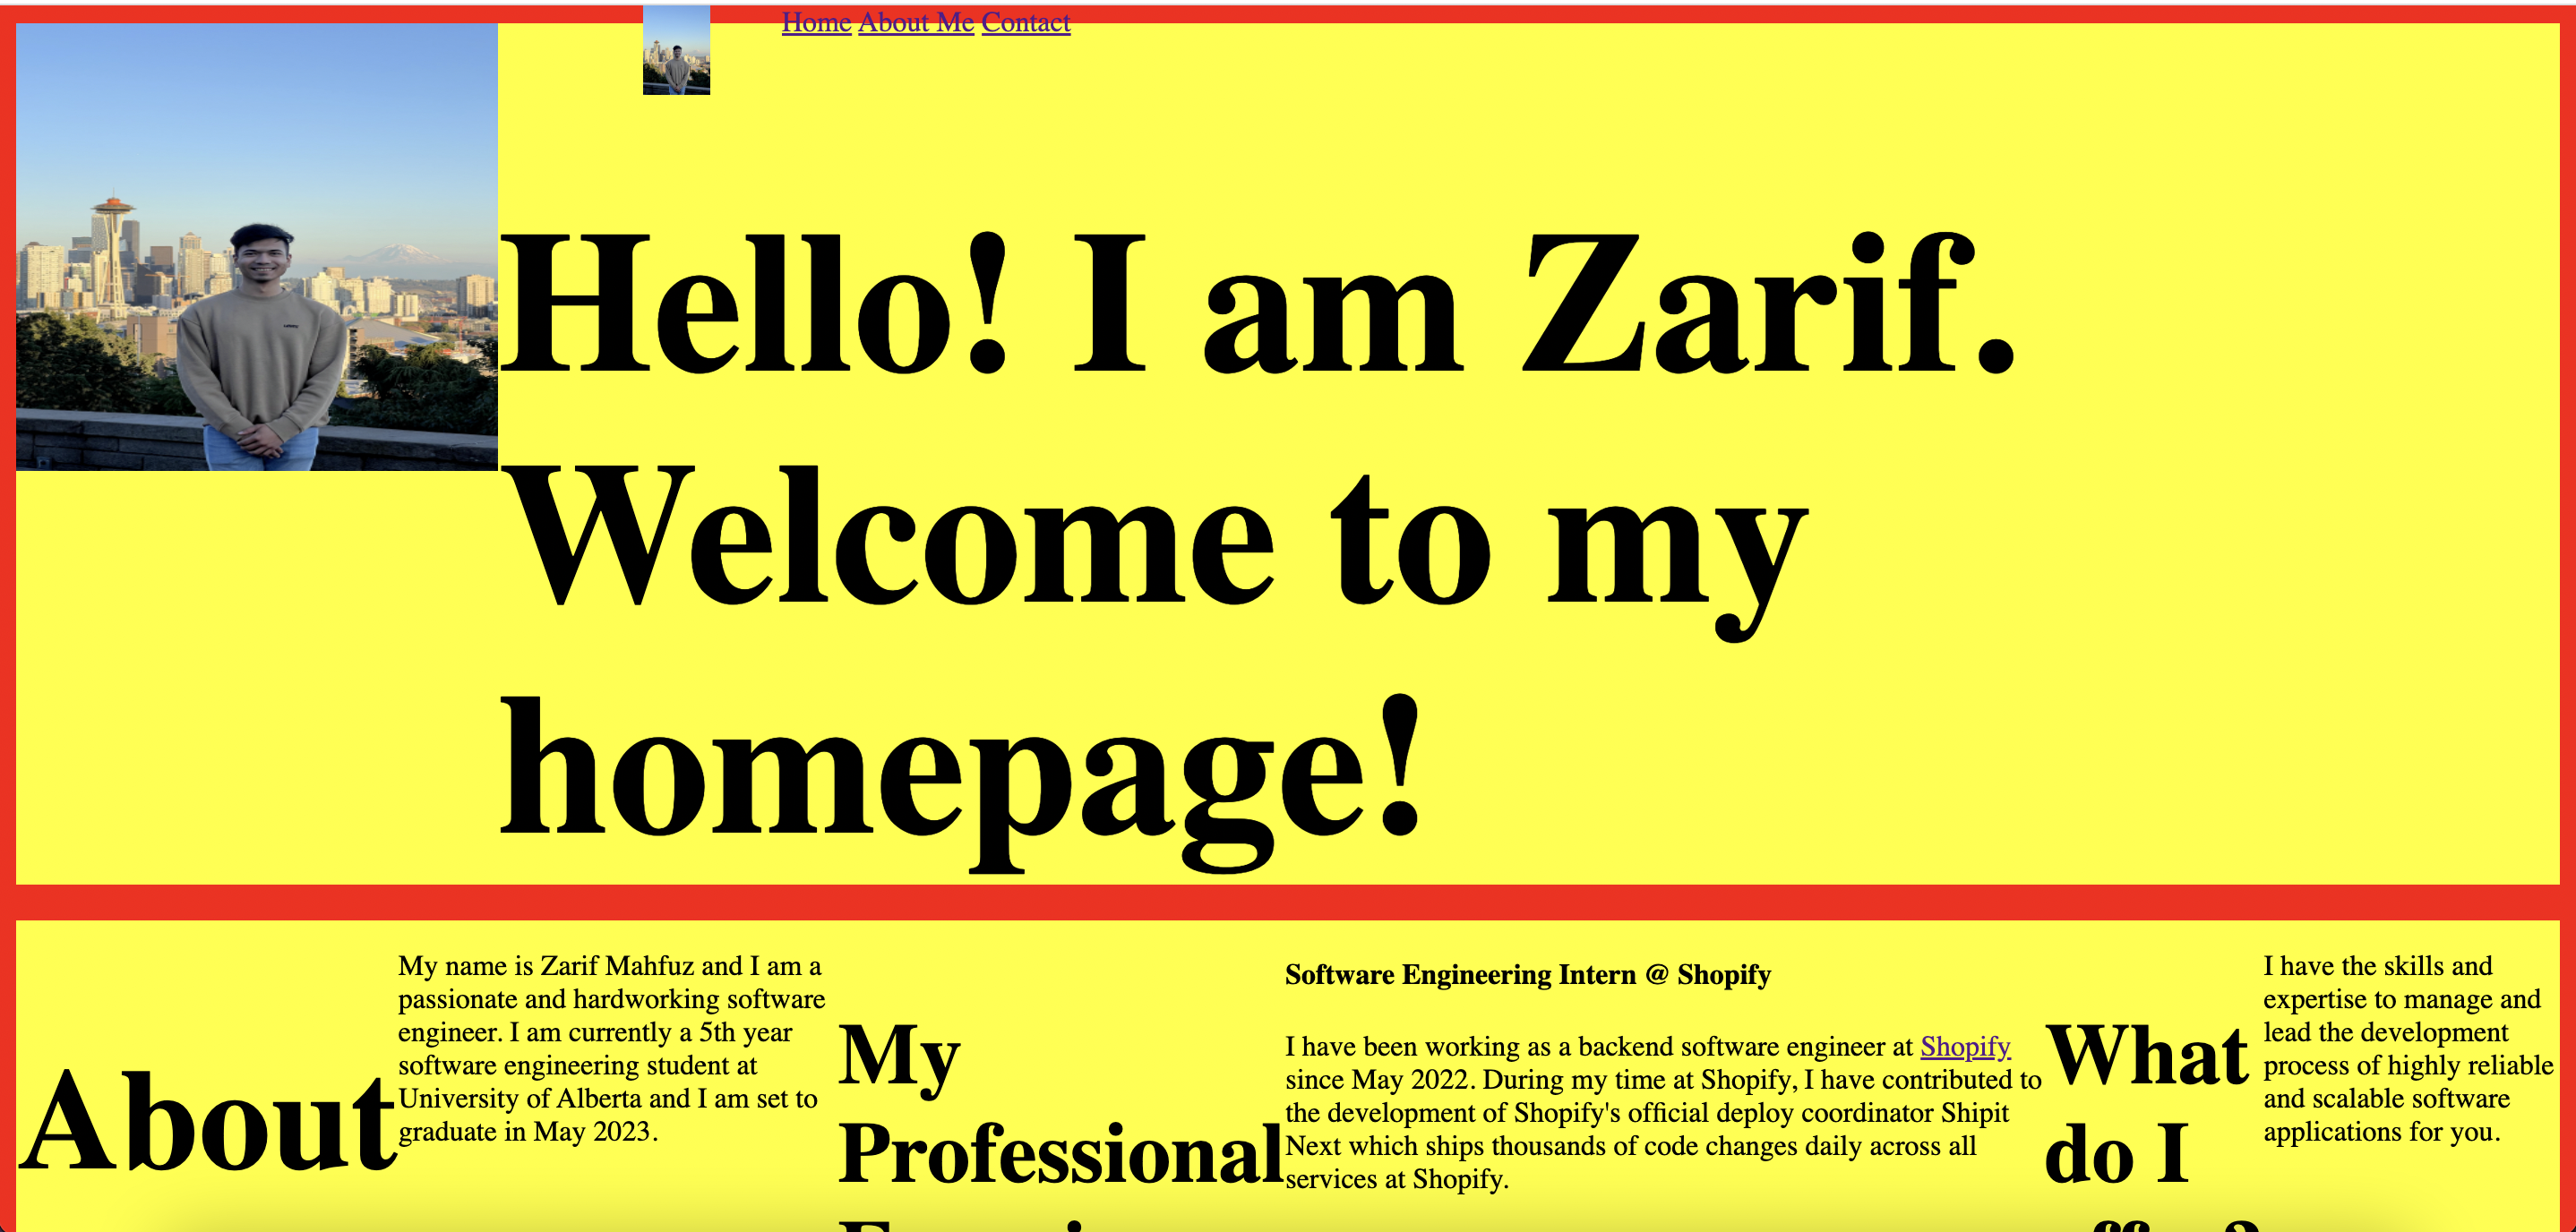 Home About Me Contact
Hello! I am Zarif.
Welcome to my
homepage!
About
My name is Zarif Mahfuz and I am a
passionate and hardworking software
engineer. I am currently a 5th year
software engineering student at
University of Alberta and I am set to
graduate in May 2023.
My
Professional
Software Engineering Intern @ Shopify
I have been working as a backend software engineer at Shopify
since May 2022. During my time at Shopify, I have contributed to
the development of Shopify's official deploy coordinator Shipit
Next which ships thousands of code changes daily across all
services at Shopify.
What
do I
I have the skills and
expertise to manage and
lead the development
process of highly reliable
and scalable software
applications for you.